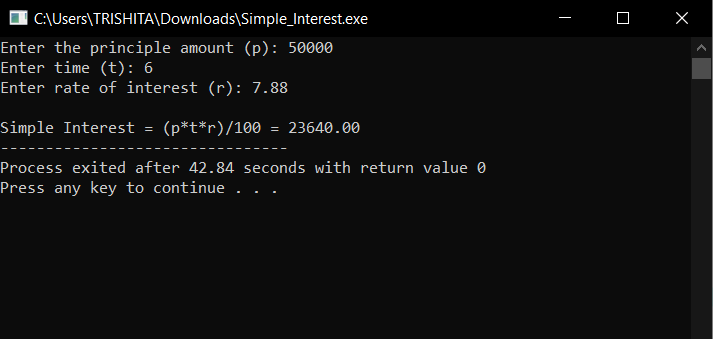 C:\Users\TRISHITA\Downloads\Simple_Interest.exe
Enter the principle amount (p): 50000
Enter time (t): 6
Enter rate of interest (r): 7.88
Simple Interest = (p*t*r)/100 = 23640.00
--------------------------------
Process exited after 42.84 seconds with return value 0
Press any key to continue . . .